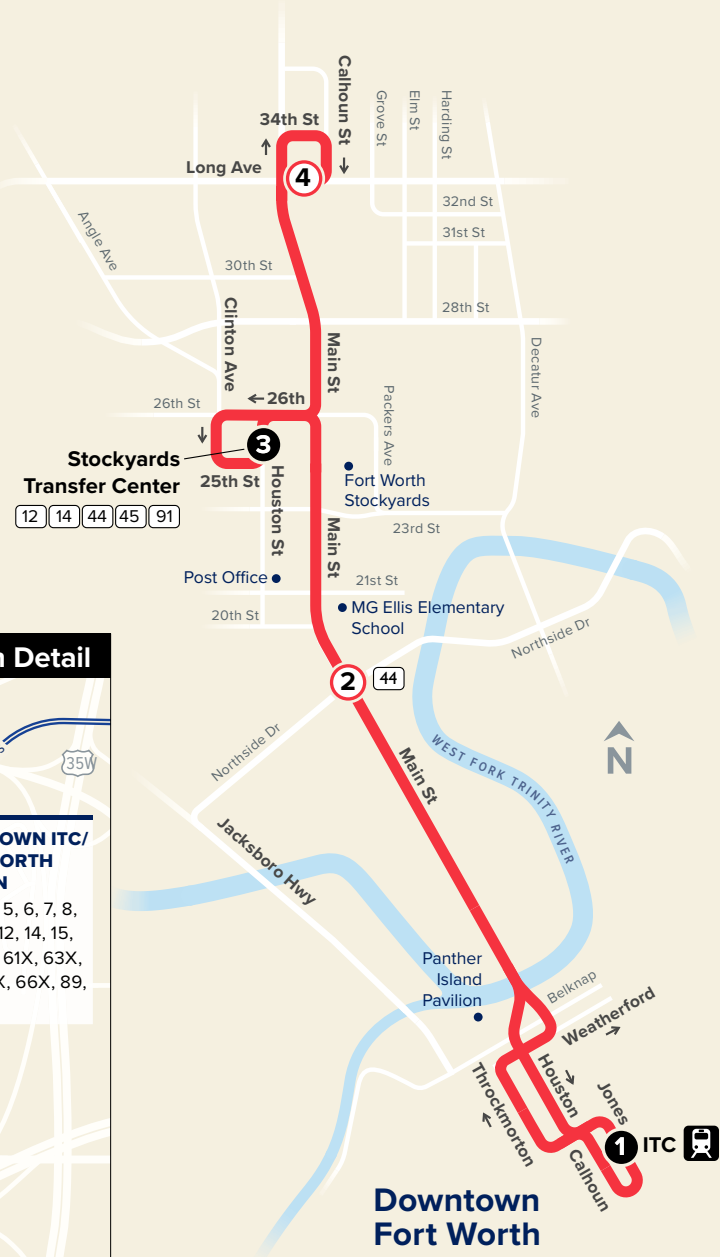 Calhoun St
34th St
Grove St
Elm St
Harding St
Long Ave
4
32nd St
31st St
Angle Ave
30th St
28th St
Clinton Ave
Main St
Decatur Ave
26th St
26th
Packers Ave
3
Stockyards
Transfer Center
12 14 44 45 91
25th St
Houston St
Fort Worth
Stockyards
Main St
23rd St
Post Office
21st St
20th St
MG Ellis Elementary
School
Northside Dr
2
44
Detail
35W
N
Northside Dr
Main St
WEST FORK TRINITY RIVER
OWN ITC/
ORTH
N
5, 6, 7, 8,
12, 14, 15,
61X, 63X,
X, 66X, 89,
Jacksboro Hwy
Panther
Island
Pavilion
Belknap
Weatherford
Houston
Throckmorton
Jones
1
ITC
Calhoun
Downtown
Fort Worth